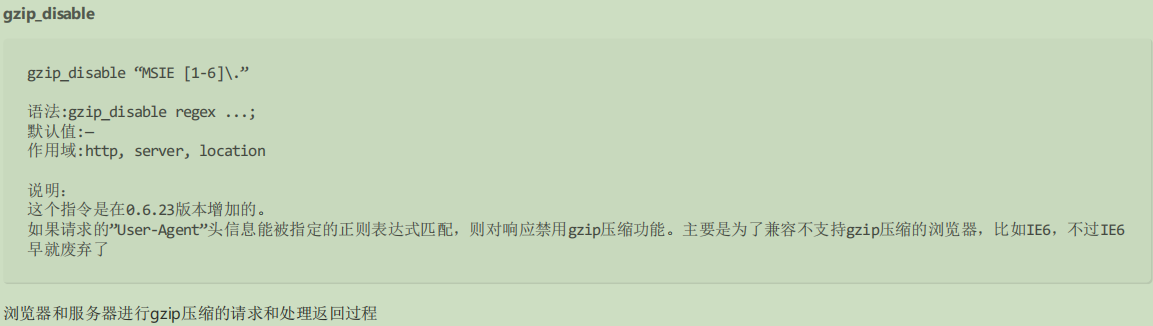 gzip_disable
gzip_disable “MSIE [1-6]\.”
语法:gzip_disable regex ...;
默认值:—
作用域:http, server, location
说明：
这个指令是在0.6.23版本增加的。
如果请求的”User-Agent”头信息能被指定的正则表达式匹配，则对响应禁用gzip压缩功能。主要是为了兼容不支持gzip压缩的浏览器，比如IE6，不过IE6
早就废弃了
浏览器和服务器进行gzip压缩的请求和处理返回过程